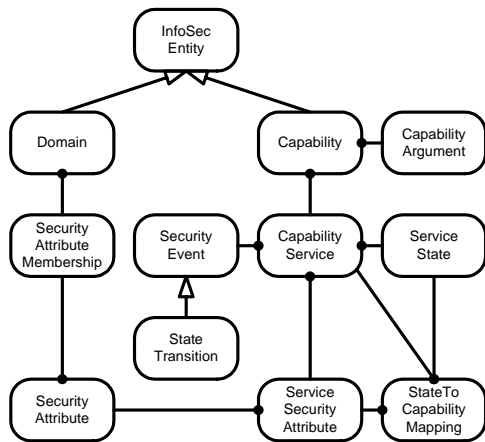 InfoSec
Entity
Domain
Capability
Capability
Argument
Security
Attribute
Membership
Security
Event
Capability
Service
Service
State
State
Transition
Security
Attribute
Service
Security
Attribute
StateTo
Capability
Mapping